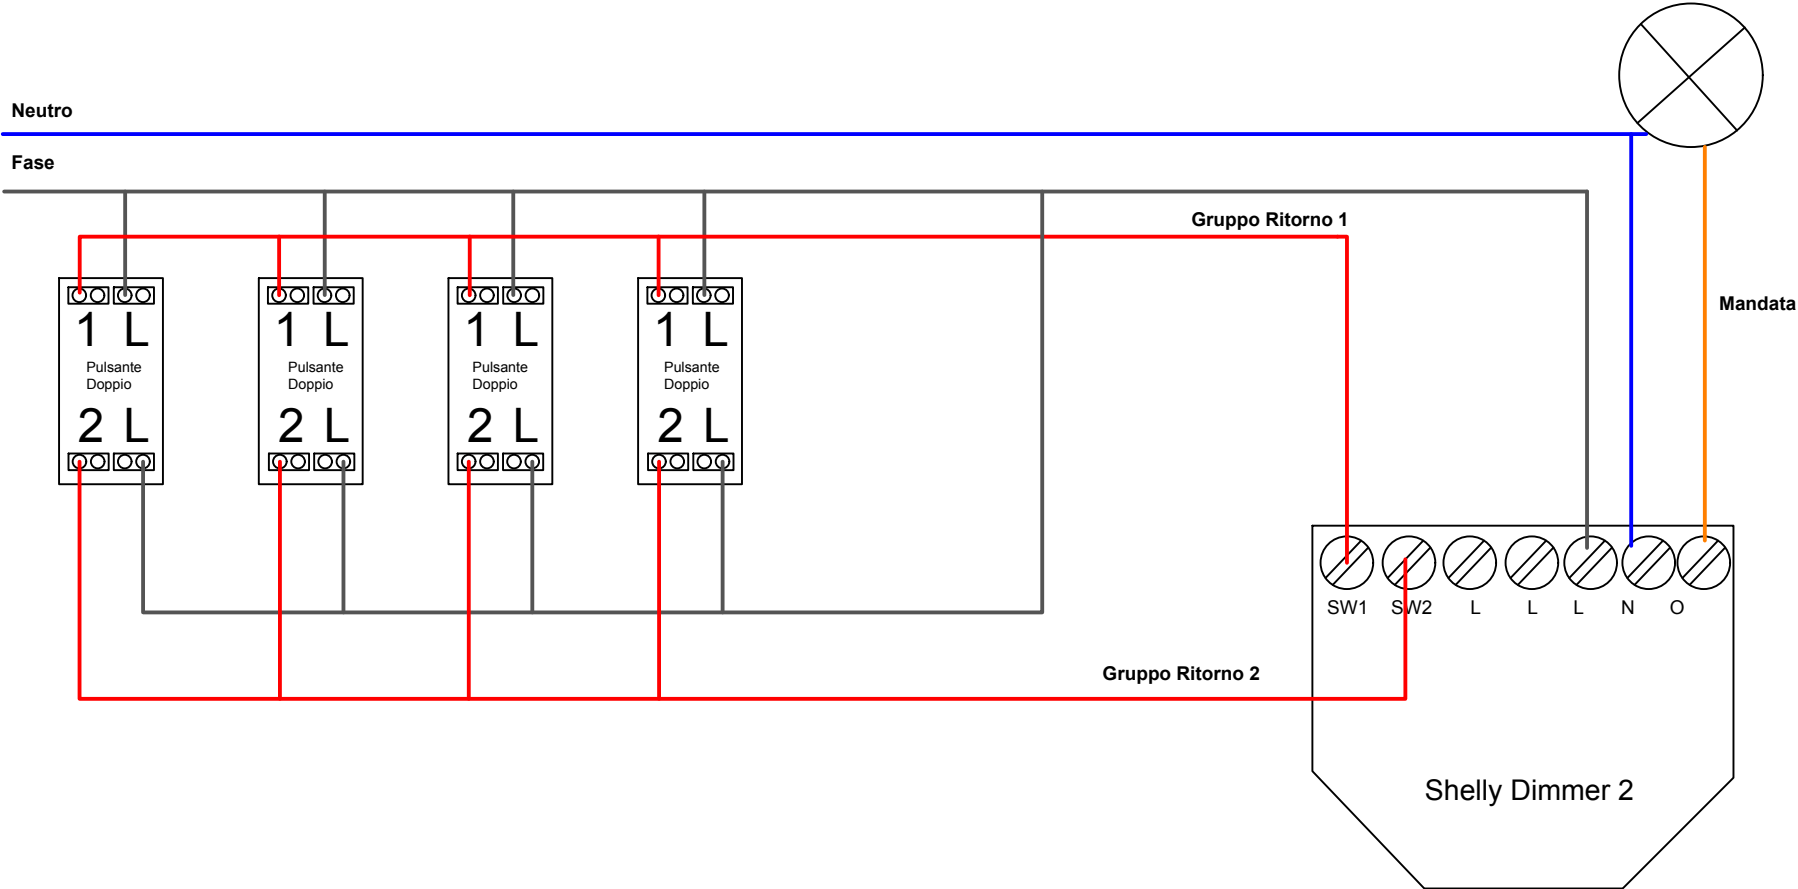 Neutro
Fase
Gruppo Ritorno 1
Mandata
1 L
Pulsante
Doppio
2 L
1 L
Pulsante
Doppio
2 L
1 L
Pulsante
Doppio
2 L
1 L
Pulsante
Doppio
2 L
SW1 SW2 L L L N O
Gruppo Ritorno 2
Shelly Dimmer 2